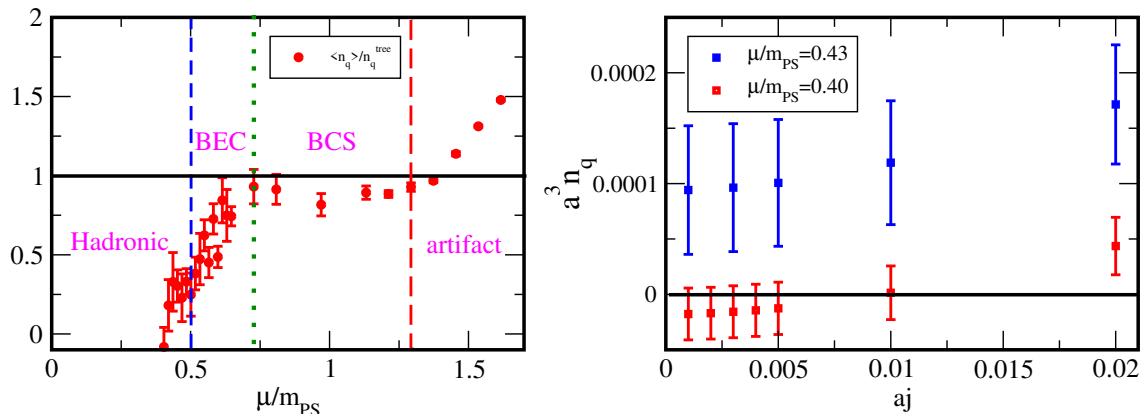 2
1.5
1
0.5
0
0
0.5
1
1.5
μ/m_PS
<n_q>/n_q^tree
BEC
BCS
Hadronic
artifact
0.0002
0.0001
0
a^3 n_q
μ/m_PS=0.43
μ/m_PS=0.40
0
0.005
0.01
0.015
0.02
aj